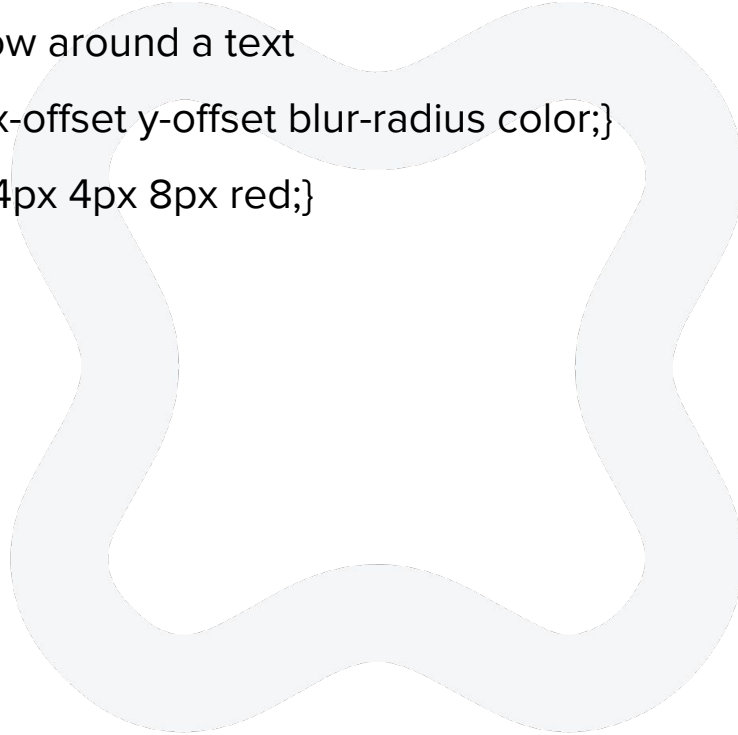 ow around a text
x-offset y-offset blur-radius color;}
4px 4px 8px red;}